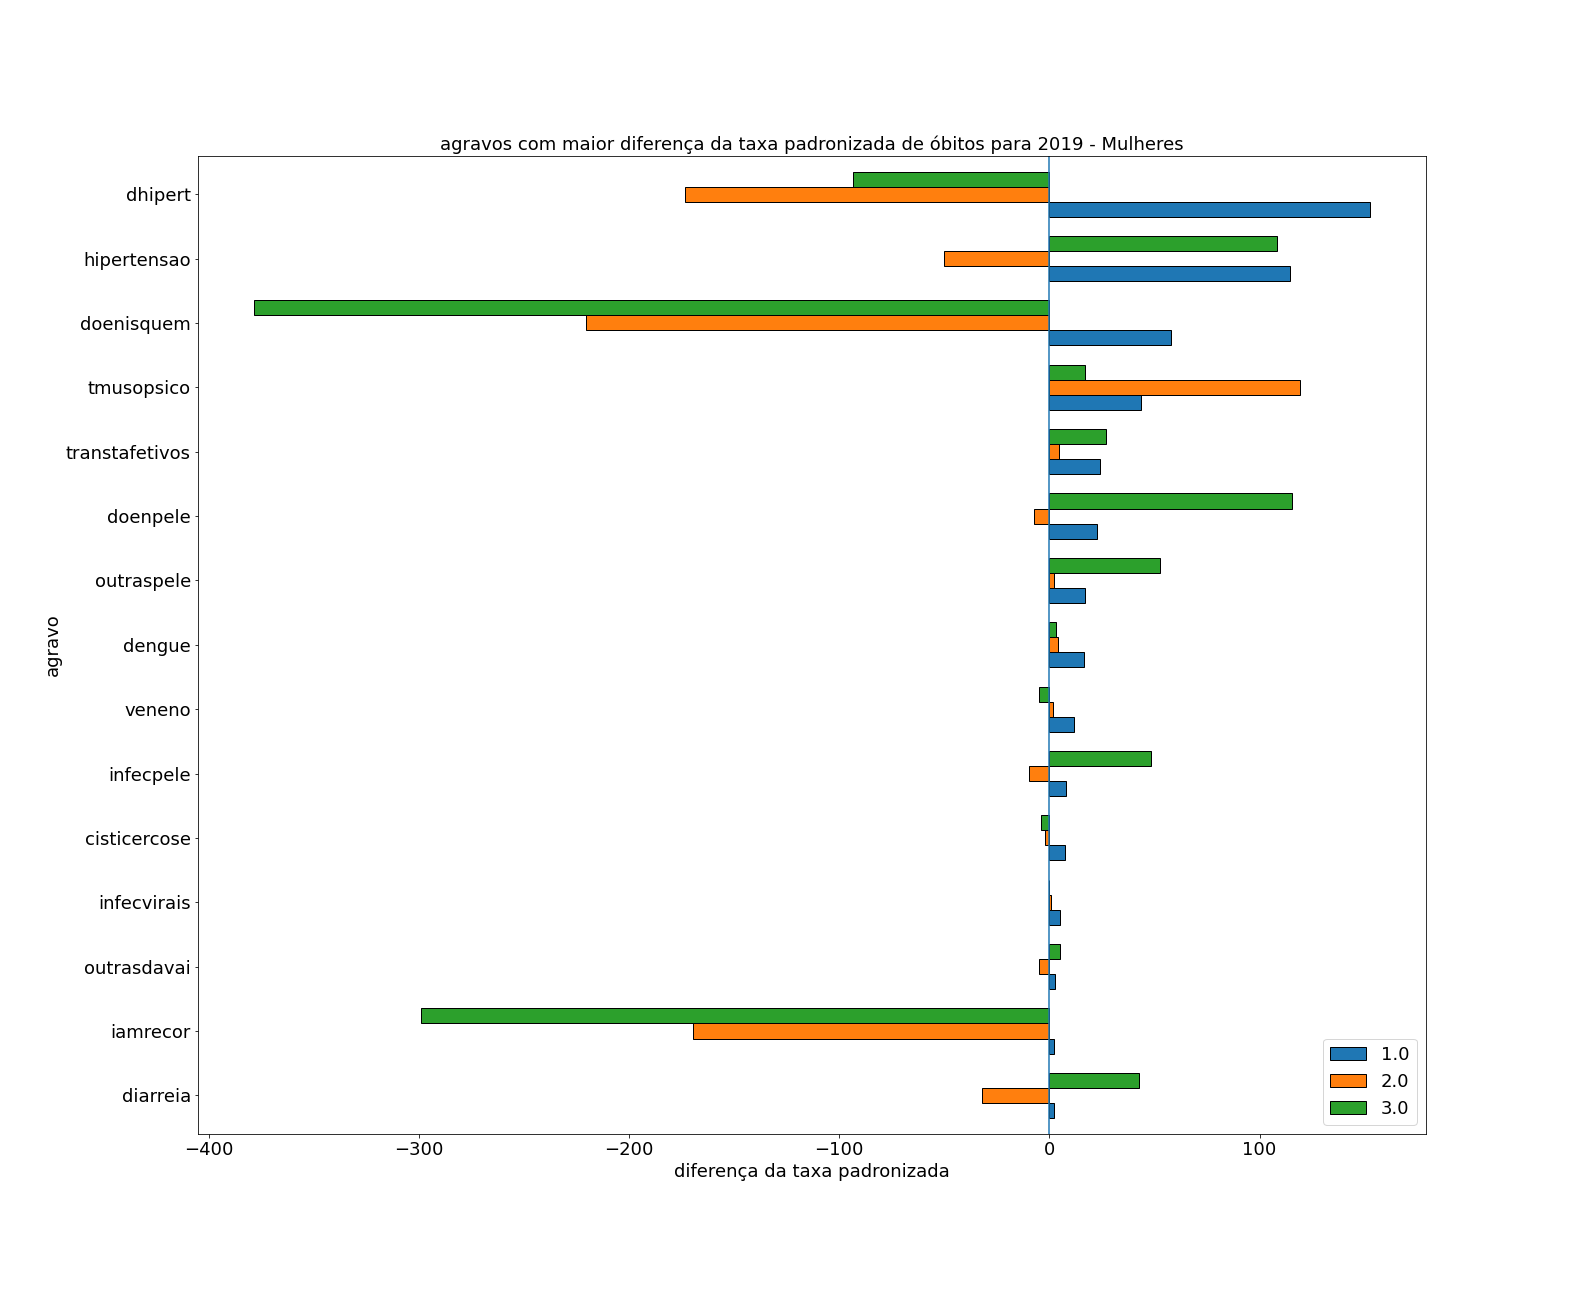 agravos com maior diferença da taxa padronizada de óbitos para 2019 - Mulheres
agravo
dhipert
hipertensao
doenisquem
tmusopsico
transtafetivos
doenpele
outraspele
dengue
veneno
infecpele
cisticercose
infecvirais
outrasdavai
iamrecor
diarreia
1.0
2.0
3.0
−400 −300 −200 −100 0 100
diferença da taxa padronizada